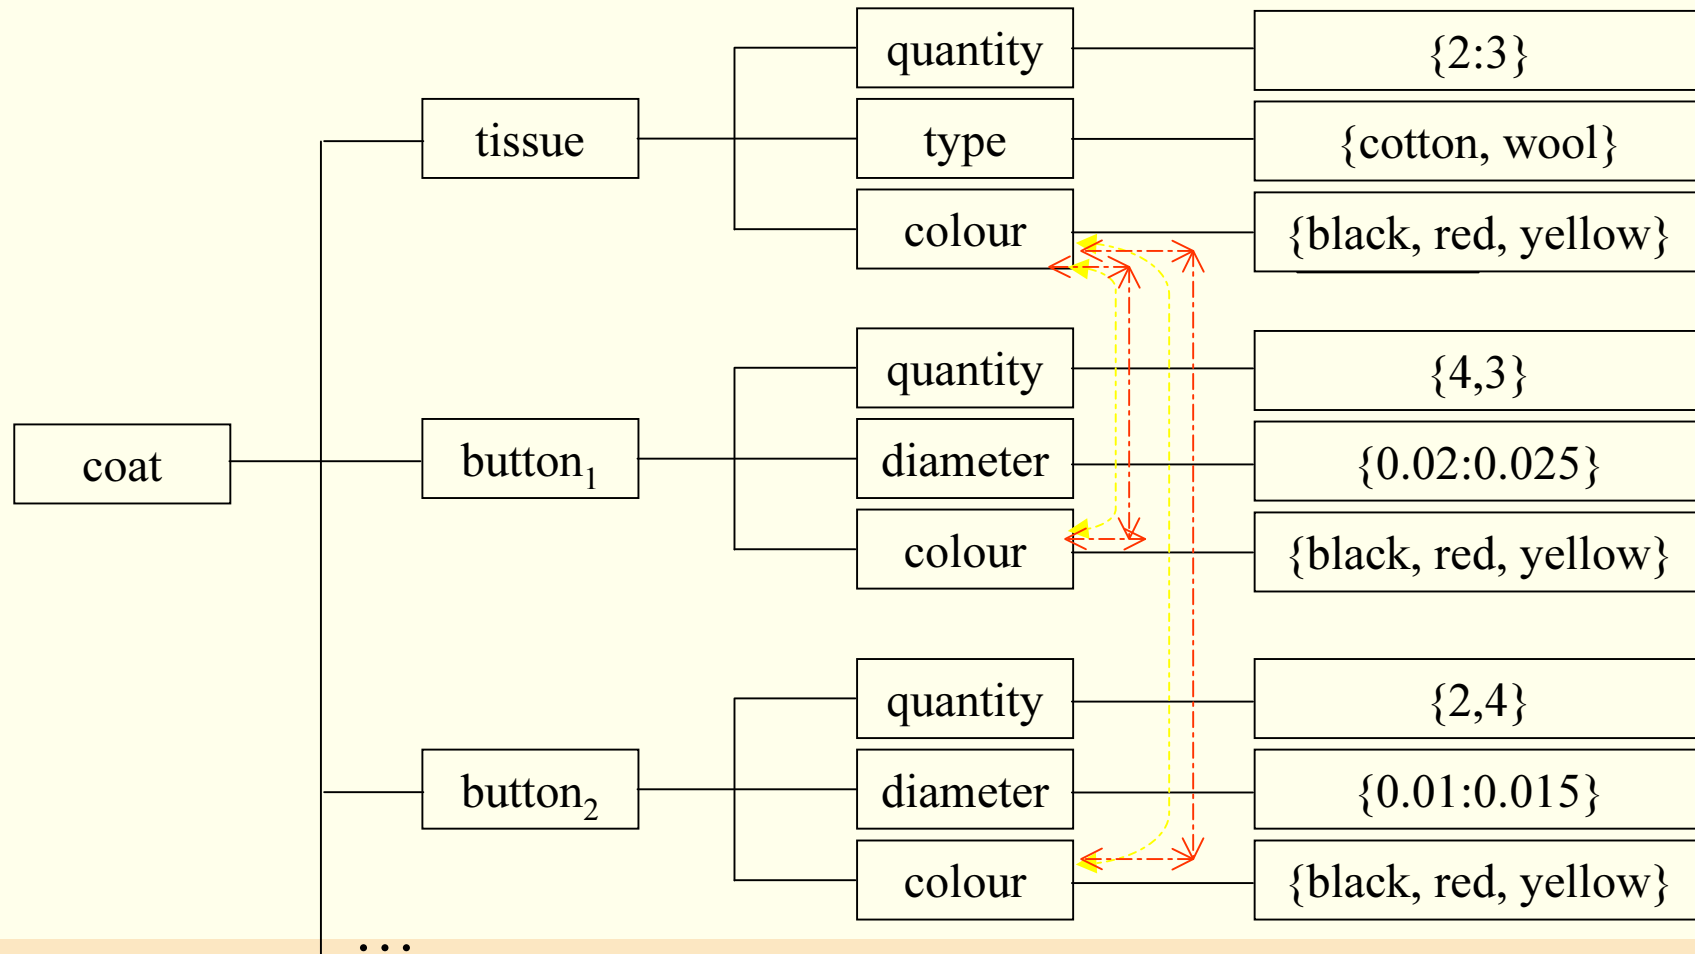 quantity {2:3}
tissue type {cotton, wool}
colour {black, red, yellow}
quantity {4,3}
coat button₁ diameter {0.02:0.025}
colour {black, red, yellow}
quantity {2,4}
button₂ diameter {0.01:0.015}
colour {black, red, yellow}
...